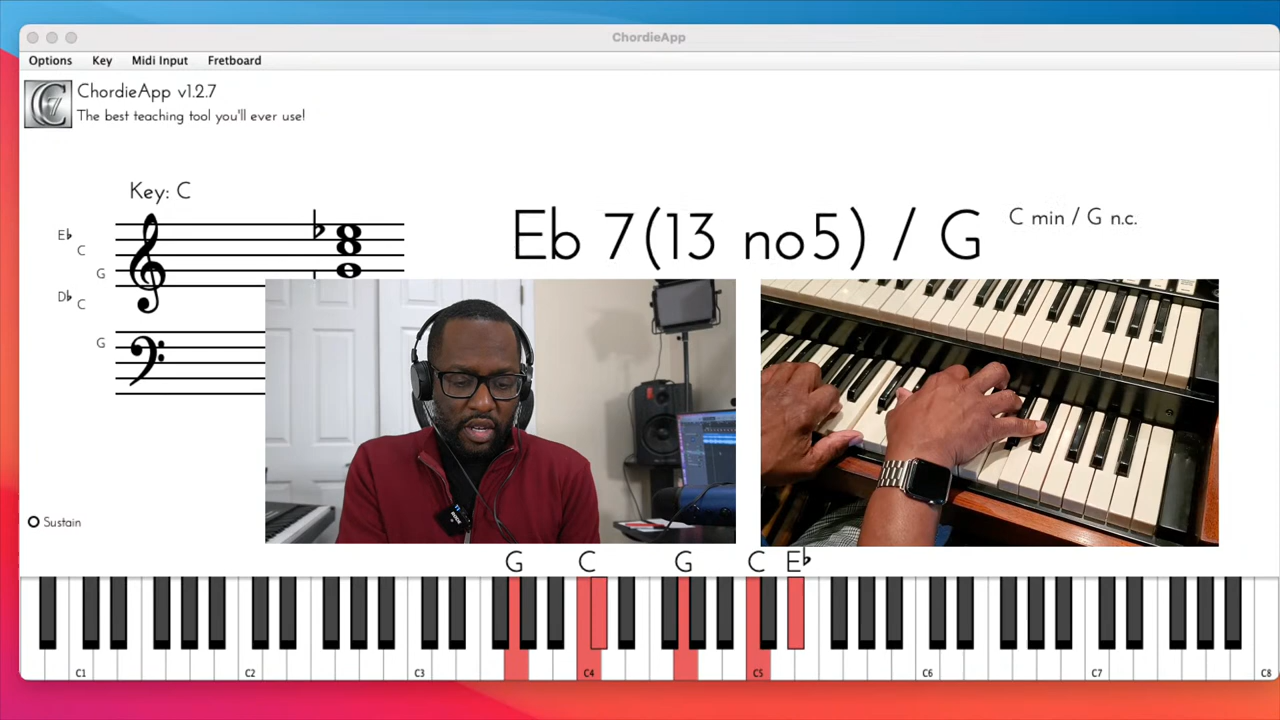 ChordieApp
Options Key Midi Input Fretboard
ChordieApp v1.2.7
The best teaching tool you'll ever use!
Key: C
Eb 7(13 no5) / G
C min / G n.c.
E♭
C
G
D♭
C
G
Sustain
G C G C E♭
C1 C2 C3 C4 C5 C6 C7 C8